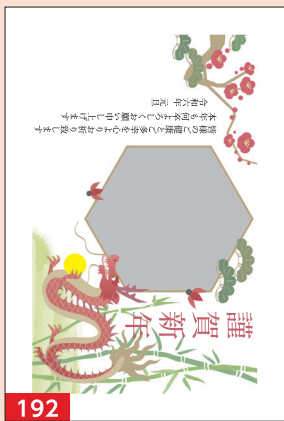 謹賀新年
皆様のご健康とご多幸を心よりお祈り致します
本年も何卒よろしくお願い申し上げます
令和六年 元旦
192